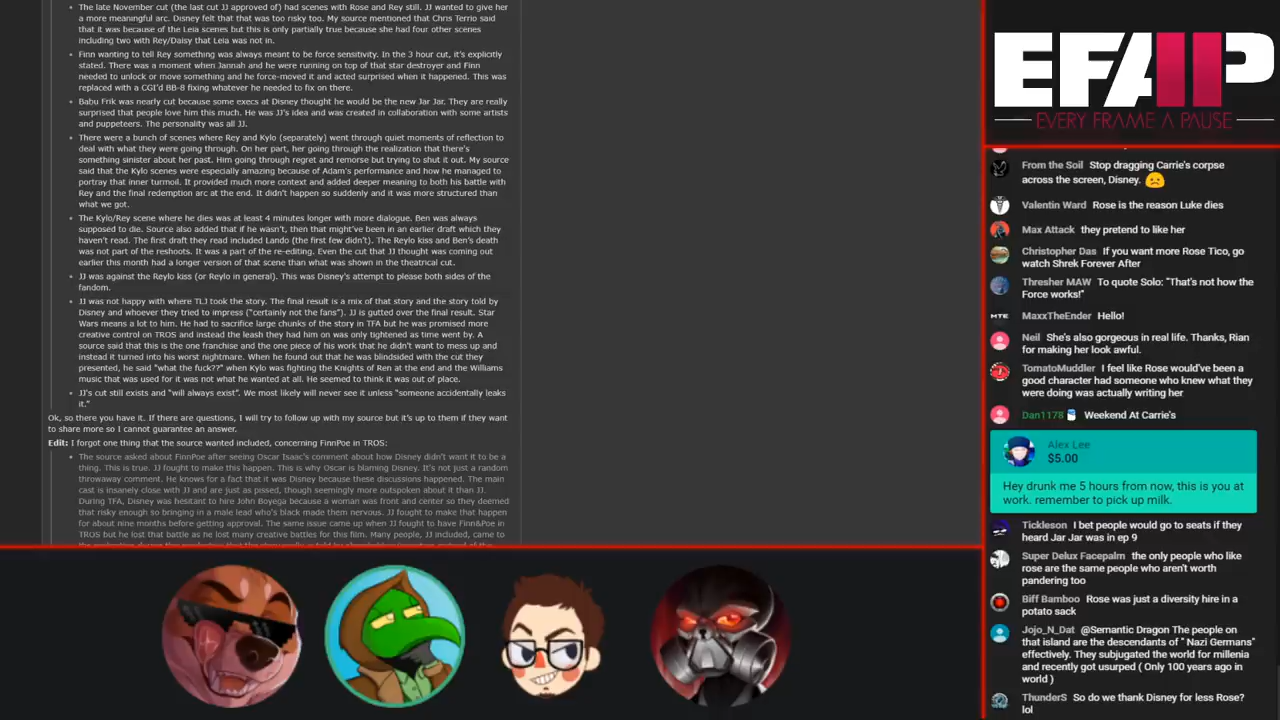 The late November cut (the last cut JJ approved of) had scenes with Rose and Rey still. JJ wanted to give her
a more meaningful arc. Disney felt that that was too risky too. My source mentioned that Chris Terrio said
that it was because of the Leia scenes but this is only partially true because she had four other scenes
including two with Rey/Daisy that Leia was not in.
Finn wanting to tell Rey something was always meant to be force sensitivity. In the 3 hour cut, it's explicitly
stated. There was a moment when Jannah and he were running on top of that star destroyer and Finn
needed to unlock or move something and he force-moved it and acted surprised when it happened. This was
replaced with a CGI'd BB-8 fixing whatever he needed to fix on there.
Babu Frik was nearly cut because some execs at Disney thought he would be the new Jar Jar. They are really
surprised that people love him this much. He was JJ's idea and was created in collaboration with some artists
and puppeteers. The personality was all JJ.
There were a bunch of scenes where Rey and Kylo (separately) went through quiet moments of reflection to
deal with what they were going through. On her part, her going through the realization that there's
something sinister about her past. Him going through regret and remorse but trying to shut it out. My source
said that the Kylo scenes were especially amazing because of Adam's performance and how he managed to
portray that inner turmoil. It provided much more context and added deeper meaning to both his battle with
Rey and the final redemption arc at the end. It didn't happen so suddenly and it was more structured than
what we got.
The Kylo/Rey scene where he dies was at least 4 minutes longer with more dialogue. Ben was always
supposed to die. Source also added that if he wasn't, then that might've been in an earlier draft which they
haven't read. The first draft they read included Lando (the first few didn't). The Reylo kiss and Ben's death
was not part of the reshoots. It was a part of the re-editing. Even the cut that JJ thought was coming out
earlier this month had a longer version of that scene than what was shown in the theatrical cut.
JJ was against the Reylo kiss (or Reylo in general). This was Disney's attempt to please both sides of the
fandom.
JJ was not happy with where TLJ took the story. The final result is a mix of that story and the story told by
Disney and whoever they tried to impress ("certainly not the fans"). JJ is gutted over the final result. Star
Wars means a lot to him. He had to sacrifice large chunks of the story in TFA but he was promised more
creative control on TROS and instead the leash they had him on was only tightened as time went by. A
source said that this is the one franchise and the one piece of his work that he didn't want to mess up and
instead it turned into his worst nightmare. When he found out that he was blindsided with the cut they
presented, he said "what the fuck??" when Kylo was fighting the Knights of Ren at the end and the Williams
music that was used for it was not what he wanted at all. He seemed to think it was out of place.
JJ's cut still exists and "will always exist". We most likely will never see it unless "someone accidentally leaks
it."
Ok, so there you have it. If there are questions, I will try to follow up with my source but it's up to them if they want
to share more so I cannot guarantee an answer.
Edit: I forgot one thing that the source wanted included, concerning FinnPoe in TROS:
The source asked about FinnPoe after seeing Oscar Isaac's comment about how Disney didn't want it to be a
thing. This is true. JJ fought to make this happen. This is why Oscar is blaming Disney. It's not just a random
throwaway comment. He knows for a fact that it was Disney because these discussions happened. The main
cast is insanely close with JJ and are just as pissed, though seemingly more outspoken about it than JJ.
During TFA, Disney was hesitant to hire John Boyega because a woman was front and center so they deemed
that risky enough so bringing in a male lead who's black made them nervous. JJ fought to make that happen
for about nine months before getting approval. The same issue came up when JJ fought to have Finn&Poe in
TROS but he lost that battle as he lost many creative battles for this film. Many people, JJ included, came to
EFAP
EVERY FRAME A PAUSE
From the Soil Stop dragging Carrie's corpse
across the screen, Disney.
Valentin Ward Rose is the reason Luke dies
Max Attack they pretend to like her
Christopher Das If you want more Rose Tico, go
watch Shrek Forever After
Thresher MAW To quote Solo: "That's not how the
Force works!"
MTE MaxxTheEnder Hello!
Neil She's also gorgeous in real life. Thanks, Rian
for making her look awful.
TomatoMuddler I feel like Rose would've been a
good character had someone who knew what they
were doing was actually writing her
Dan1178 Weekend At Carrie's
Alex Lee
$5.00
Hey drunk me 5 hours from now, this is you at
work. remember to pick up milk.
Tickleson I bet people would go to seats if they
heard Jar Jar was in ep 9
Super Delux Facepalm the only people who like
rose are the same people who aren't worth
pandering too
Biff Bamboo Rose was just a diversity hire in a
potato sack
Jojo_N_Dat @Semantic Dragon The people on
that island are the descendants of " Nazi Germans"
effectively. They subjugated the world for millenia
and recently got usurped ( Only 100 years ago in
world )
ThunderS So do we thank Disney for less Rose?
lol